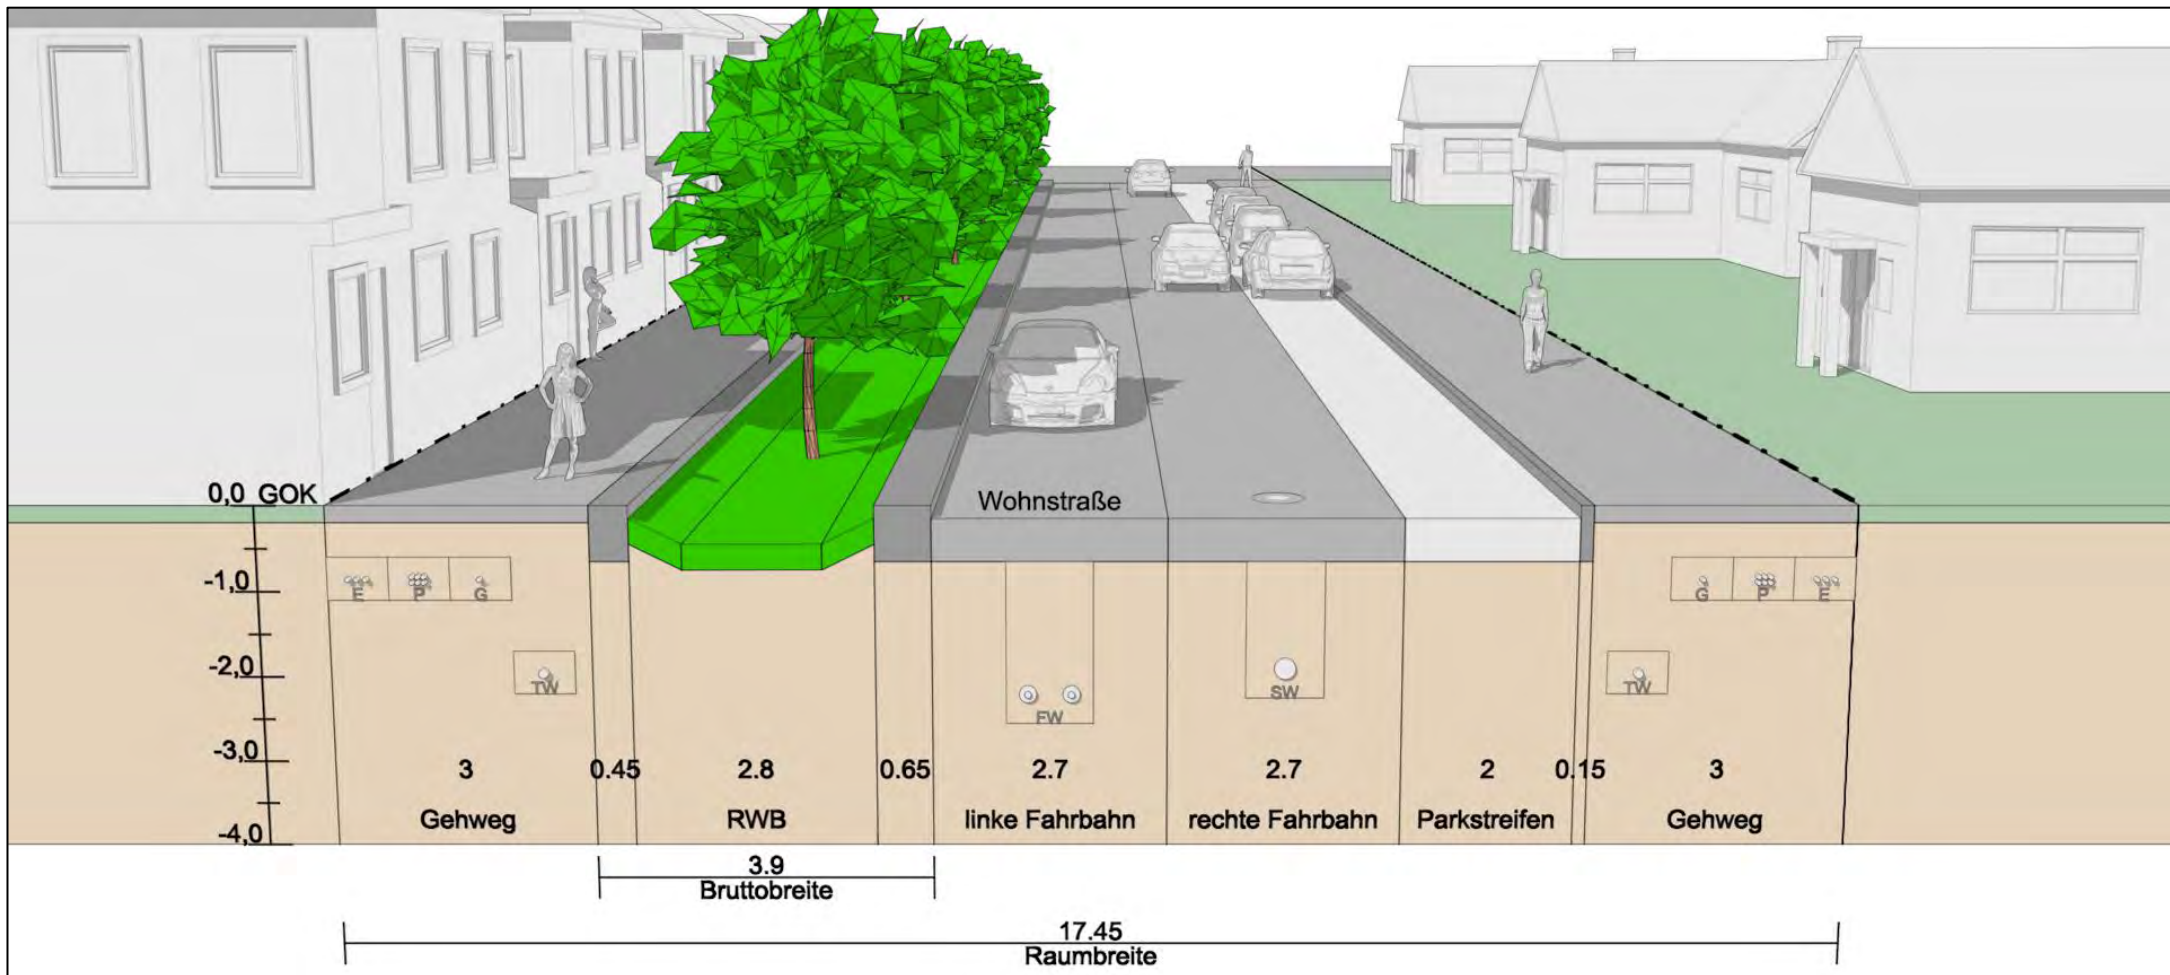 Wohnstraße
0,0 GOK
-1,0
-2,0
-3,0
-4,0
E P G
TW
FW
SW
G P E
TW
3 0.45 2.8 0.65 2.7 2.7 2 0.15 3
Gehweg RWB linke Fahrbahn rechte Fahrbahn Parkstreifen Gehweg
3.9
Bruttobreite
17.45
Raumbreite